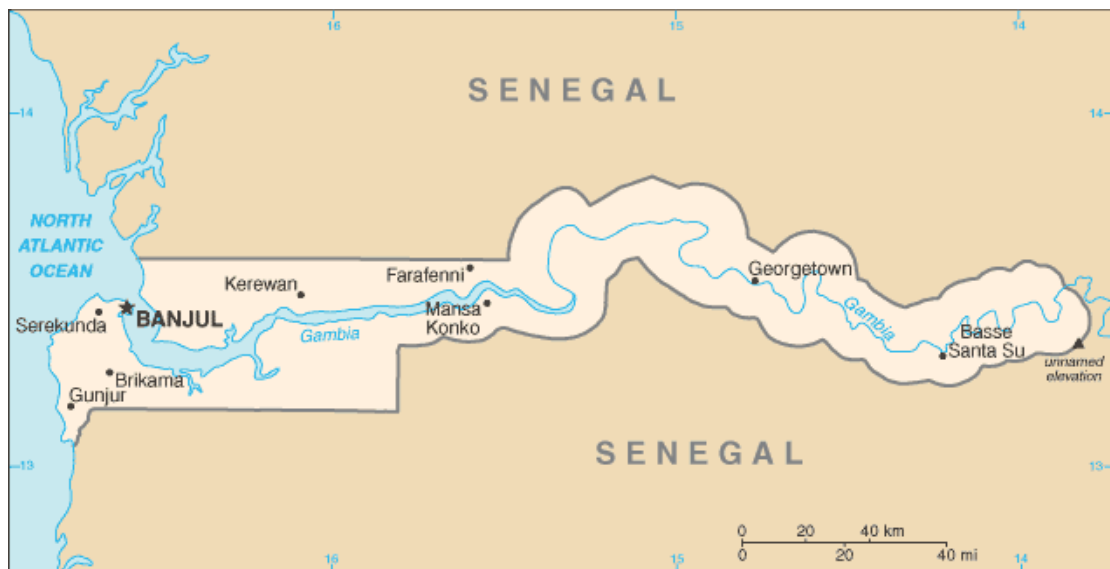 16
15
14
SENEGAL
14
14
NORTH
ATLANTIC
OCEAN
Farafenni
Kerewan
Georgetown
Mansa
Konko
Gambia
Gambia
Serekunda
BANJUL
Basse
Santa Su
unnamed
elevation
Brikama
Gunjur
SENEGAL
13
13
0 20 40 km
0 20 40 mi
16
15
14